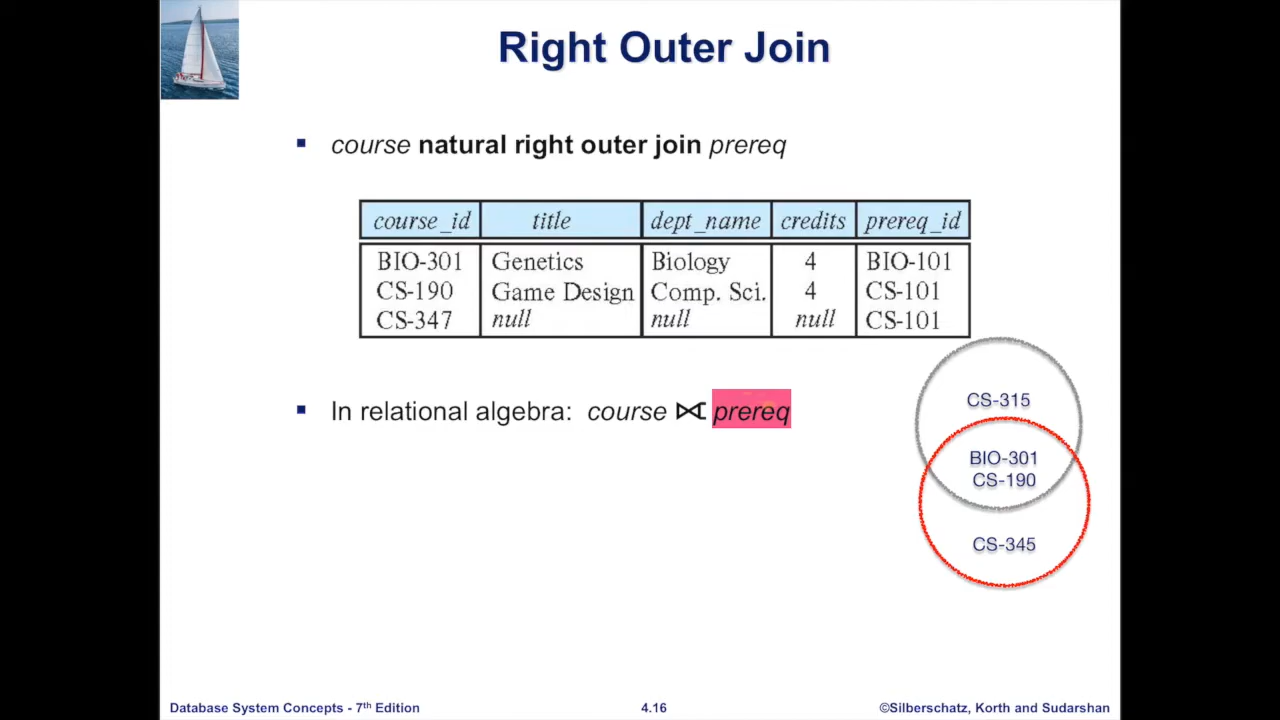 Right Outer Join
▪ course natural right outer join prereq
course_id title dept_name credits prereq_id
BIO-301 Genetics Biology 4 BIO-101
CS-190 Game Design Comp. Sci. 4 CS-101
CS-347 null null null CS-101
▪ In relational algebra: course ⟖ prereq
CS-315
BIO-301
CS-190
CS-345
Database System Concepts - 7th Edition
4.16
©Silberschatz, Korth and Sudarshan